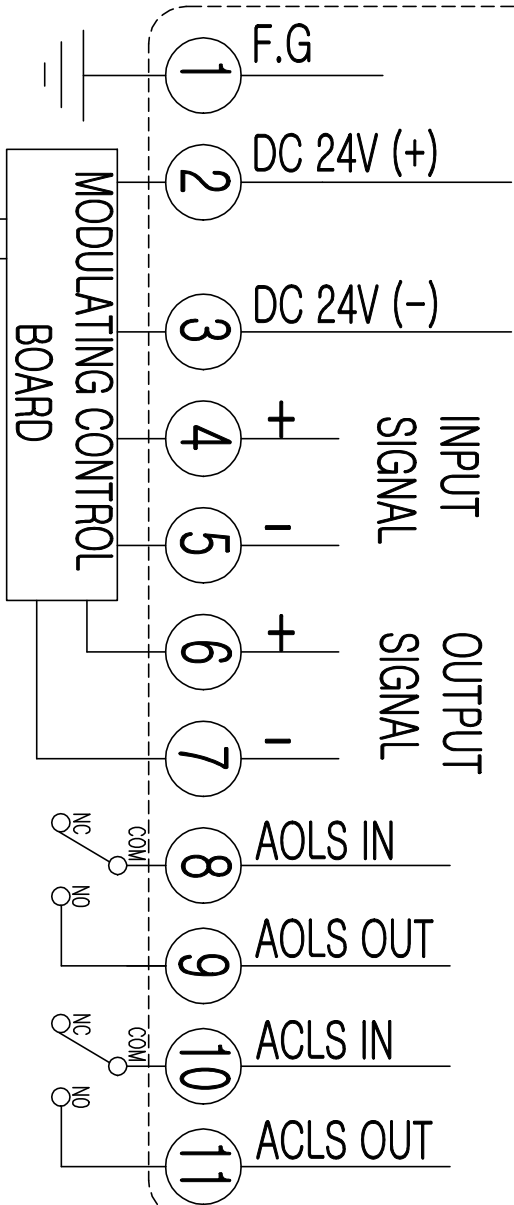 F.G
1
DC 24V (+)
2
DC 24V (-)
3
MODULATING CONTROL
BOARD
+
4
-
5
INPUT
SIGNAL
+
6
-
7
OUTPUT
SIGNAL
AOLS IN
8
NC
COM
NO
AOLS OUT
9
ACLS IN
10
NC
COM
NO
ACLS OUT
11